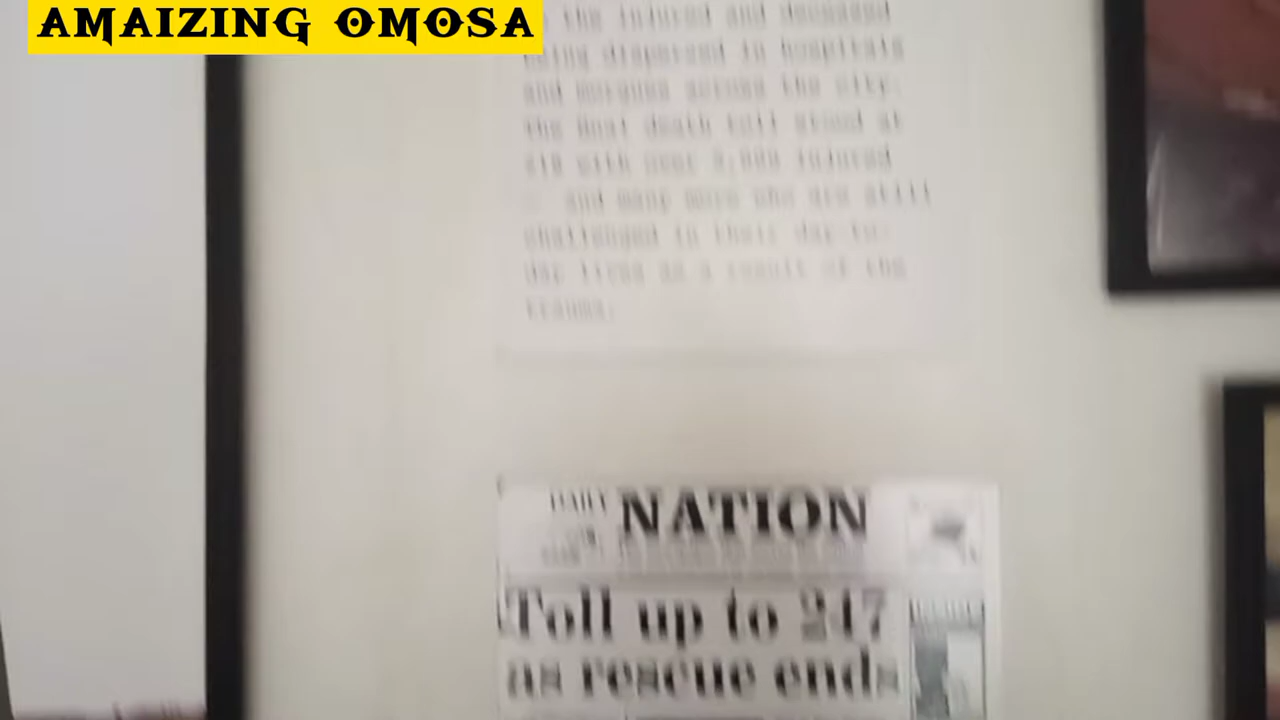 AMAIZING OMOSA
the injured and deceased
being dispersed in hospitals
and morgues across the city.
The final death toll stood at
with over injured
and many more who are still
challenged in their day-to-
day lives as a result of the
trauma.
DAILY NATION
Toll up to 247
as rescue ends